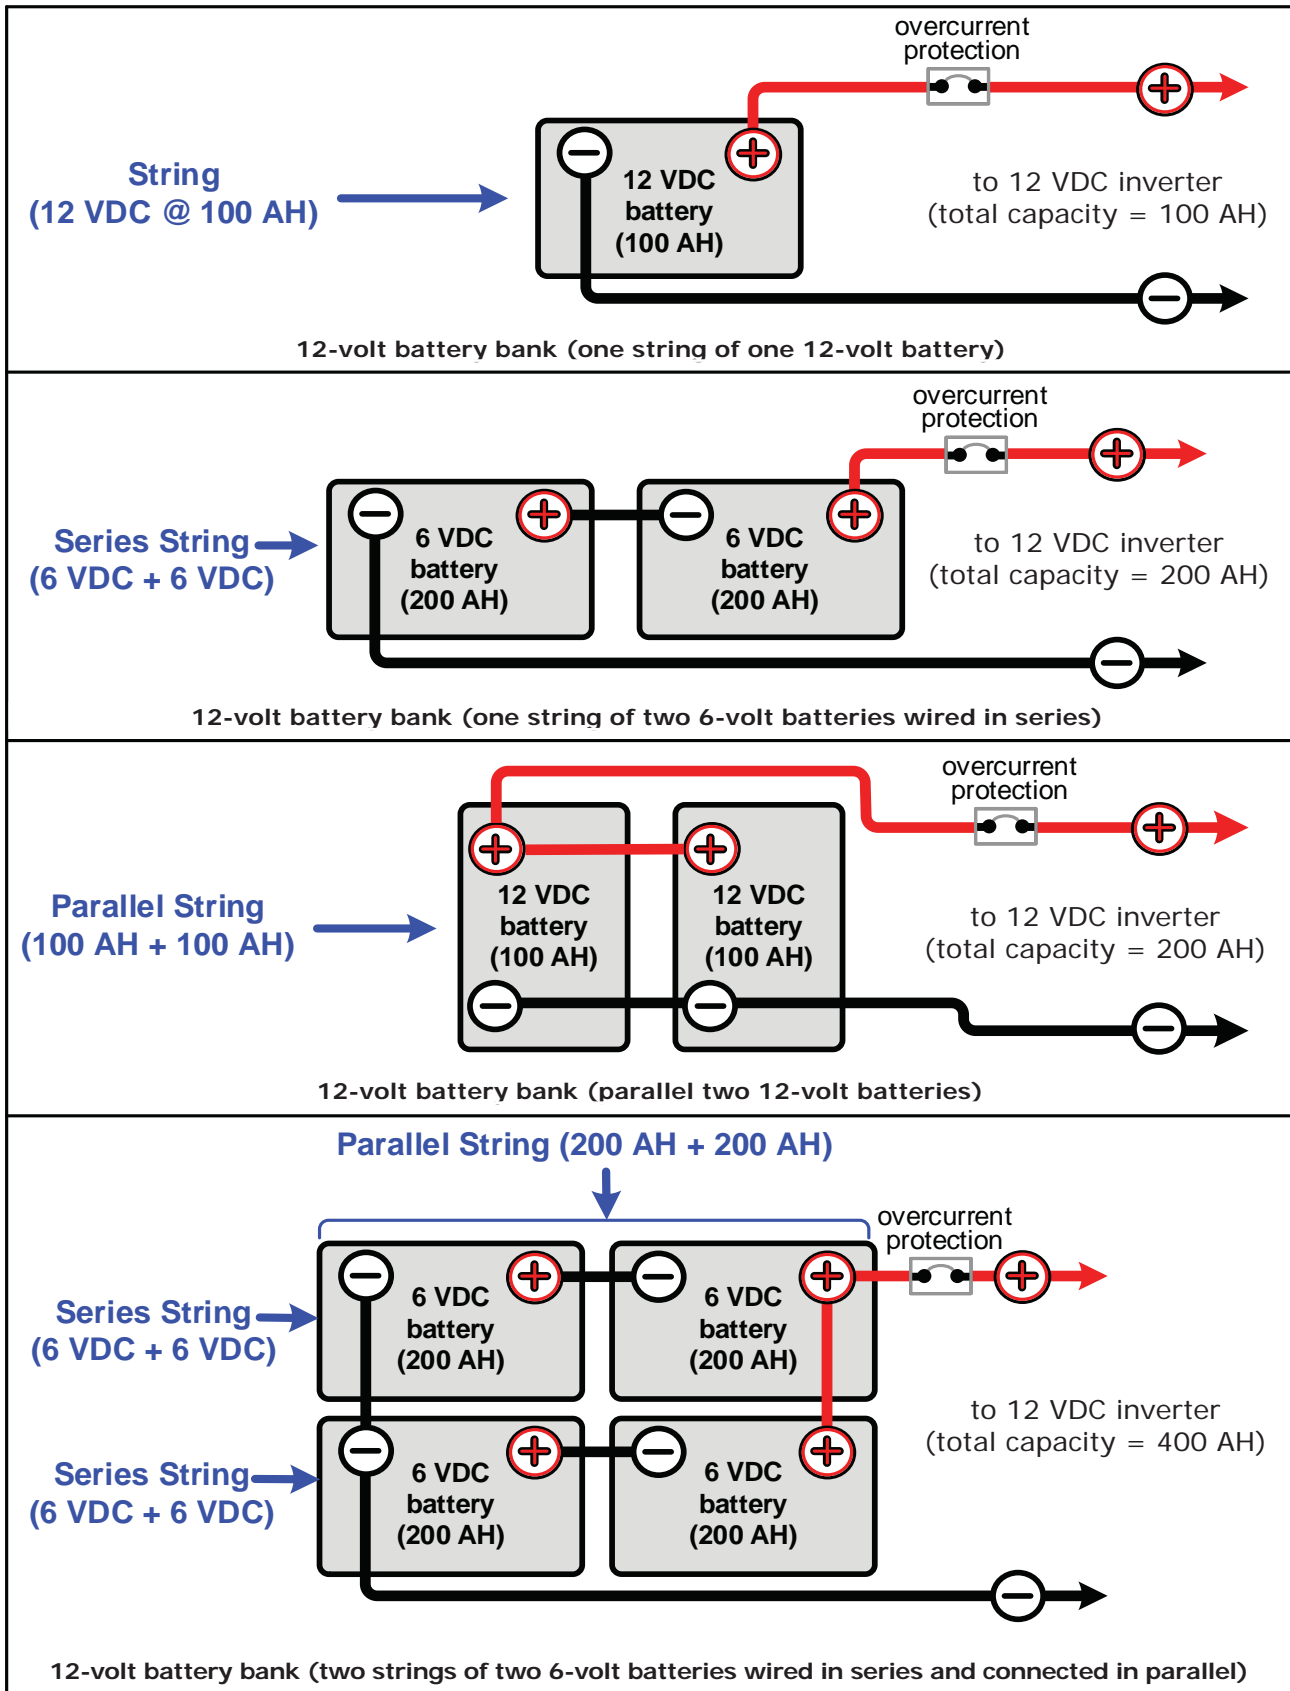 overcurrent
protection
String
(12 VDC @ 100 AH)
12 VDC
battery
(100 AH)
to 12 VDC inverter
(total capacity = 100 AH)
12-volt battery bank (one string of one 12-volt battery)
overcurrent
protection
Series String
(6 VDC + 6 VDC)
6 VDC
battery
(200 AH)
6 VDC
battery
(200 AH)
to 12 VDC inverter
(total capacity = 200 AH)
12-volt battery bank (one string of two 6-volt batteries wired in series)
overcurrent
protection
Parallel String
(100 AH + 100 AH)
12 VDC
battery
(100 AH)
12 VDC
battery
(100 AH)
to 12 VDC inverter
(total capacity = 200 AH)
12-volt battery bank (parallel two 12-volt batteries)
Parallel String (200 AH + 200 AH)
overcurrent
protection
Series String
(6 VDC + 6 VDC)
6 VDC
battery
(200 AH)
6 VDC
battery
(200 AH)
to 12 VDC inverter
(total capacity = 400 AH)
Series String
(6 VDC + 6 VDC)
6 VDC
battery
(200 AH)
6 VDC
battery
(200 AH)
12-volt battery bank (two strings of two 6-volt batteries wired in series and connected in parallel)